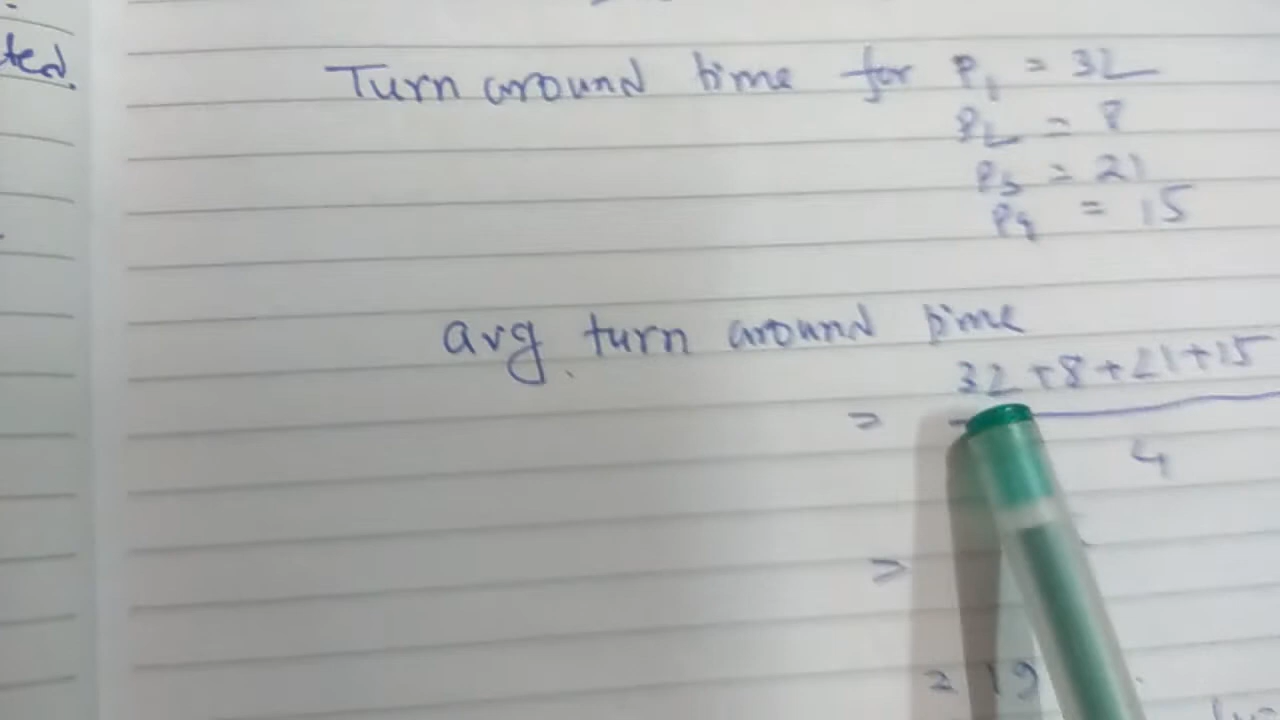 ted.
Turn around time for P1 = 32
P2 = 8
P3 = 21
P4 = 15
avg. turn around time
= 32 + 8 + 21 + 15
4
=
= 19